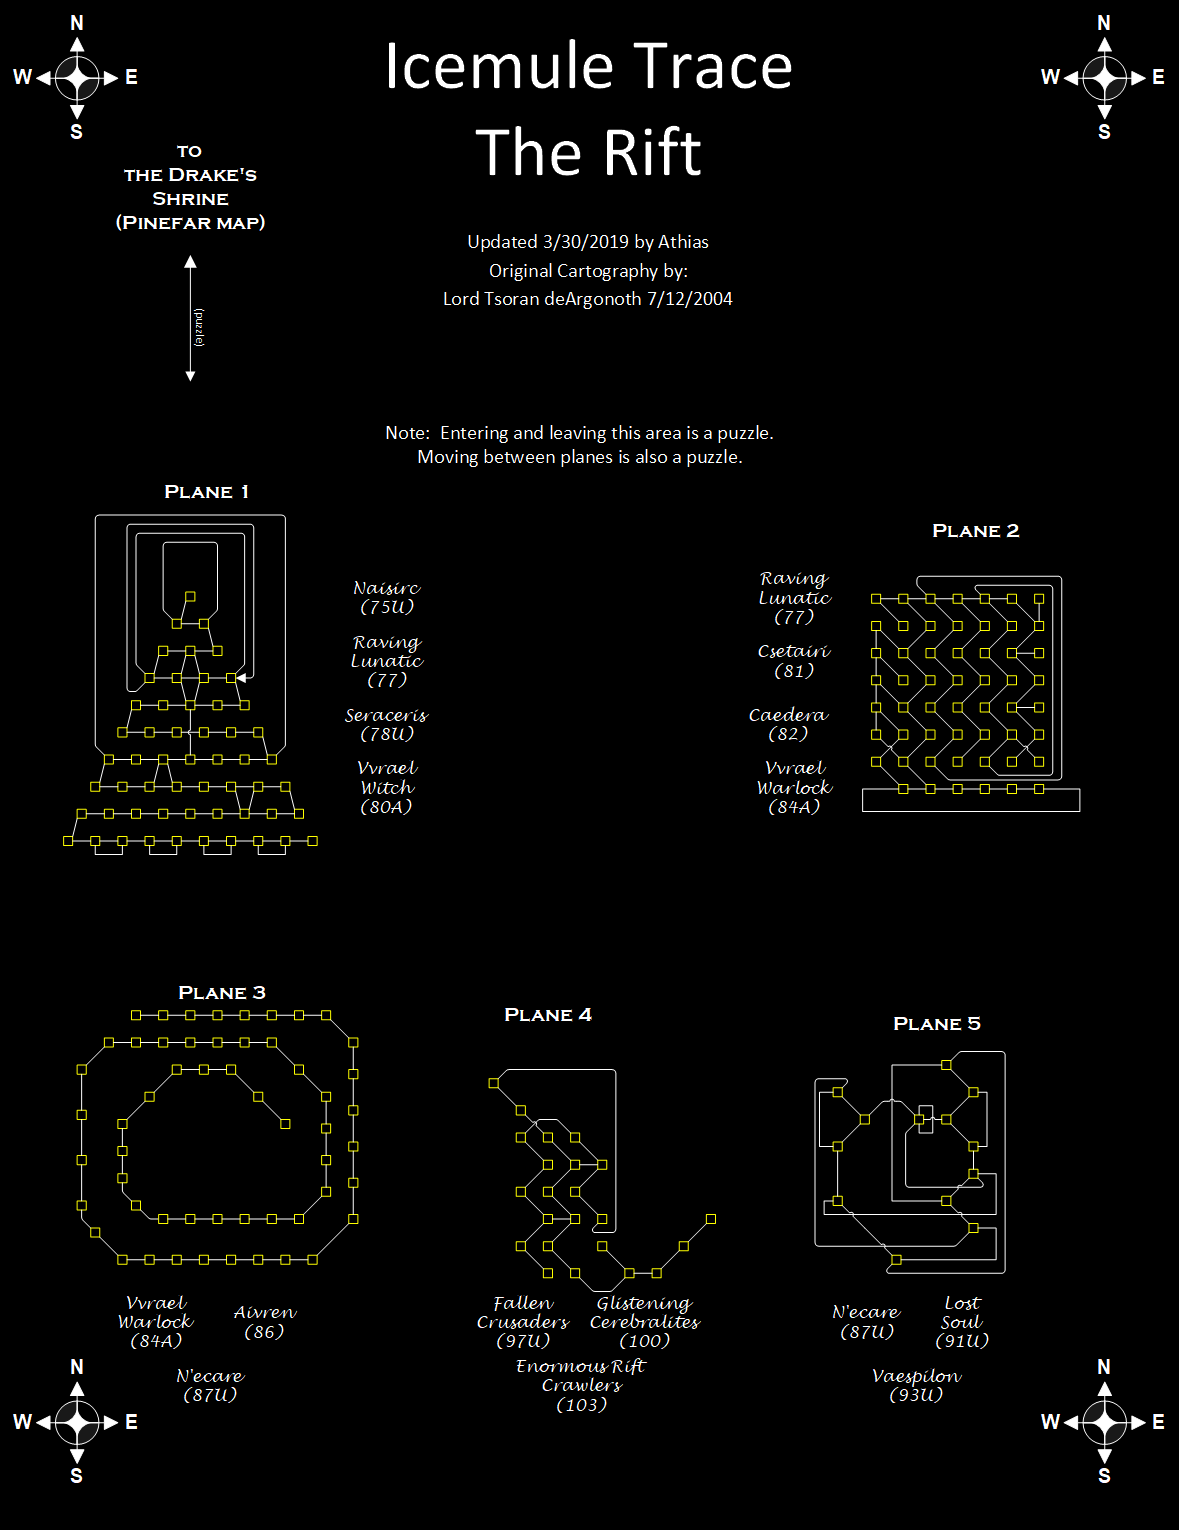 N
W E
S
N
W E
S
Icemule Trace
The Rift
TO
THE DRAKE'S
SHRINE
(PINEFAR MAP)
(puzzle)
Updated 3/30/2019 by Athias
Original Cartography by:
Lord Tsoran deArgonoth 7/12/2004
Note:  Entering and leaving this area is a puzzle.
Moving between planes is also a puzzle.
PLANE 1
Naisirc
(75U)
Raving
Lunatic
(77)
Seraceris
(78U)
Vvrael
Witch
(80A)
PLANE 2
Raving
Lunatic
(77)
Csetairi
(81)
Caedera
(82)
Vvrael
Warlock
(84A)
PLANE 3
Vvrael
Warlock
(84A)
Aivren
(86)
N'ecare
(87U)
PLANE 4
Fallen
Crusaders
(97U)
Glistening
Cerebralites
(100)
Enormous Rift
Crawlers
(103)
PLANE 5
N'ecare
(87U)
Lost
Soul
(91U)
Vaespilon
(93U)
N
W E
S
N
W E
S